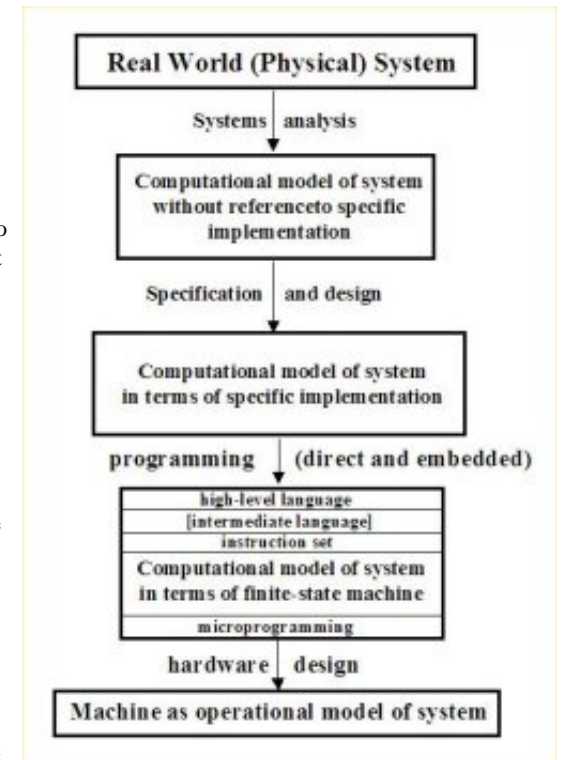 Real World (Physical) System
Systems analysis
Computational model of system
without referenceto specific
implementation
Specification and design
Computational model of system
in terms of specific implementation
programming (direct and embedded)
high-level language
[intermediate language]
instruction set
Computational model of system
in terms of finite-state machine
microprogramming
hardware design
Machine as operational model of system